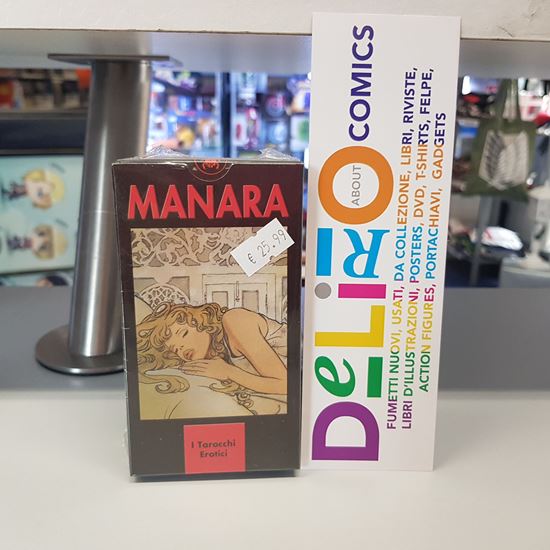 MANARA
€ 25.99
I Tarocchi
Erotici
DeLiRiO
ABOUT
COMICS
FUMETTI NUOVI, USATI, DA COLLEZIONE, LIBRI, RIVISTE,
LIBRI D'ILLUSTRAZIONI, POSTERS, DVD, T-SHIRTS, FELPE,
ACTION FIGURES, PORTACHIAVI, GADGETS